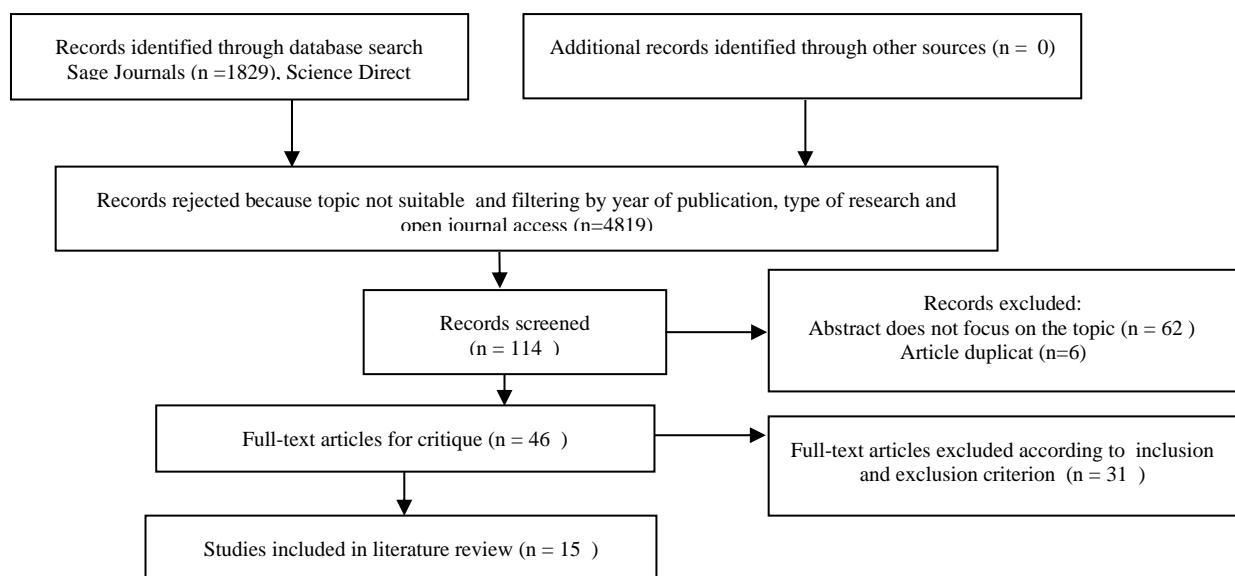 Records identified through database search
Sage Journals (n =1829), Science Direct
Additional records identified through other sources (n = 0)
Records rejected because topic not suitable and filtering by year of publication, type of research and
open journal access (n=4819)
Records screened
(n = 114 )
Records excluded:
Abstract does not focus on the topic (n = 62 )
Article duplicat (n=6)
Full-text articles for critique (n = 46 )
Full-text articles excluded according to inclusion
and exclusion criterion (n = 31 )
Studies included in literature review (n = 15 )